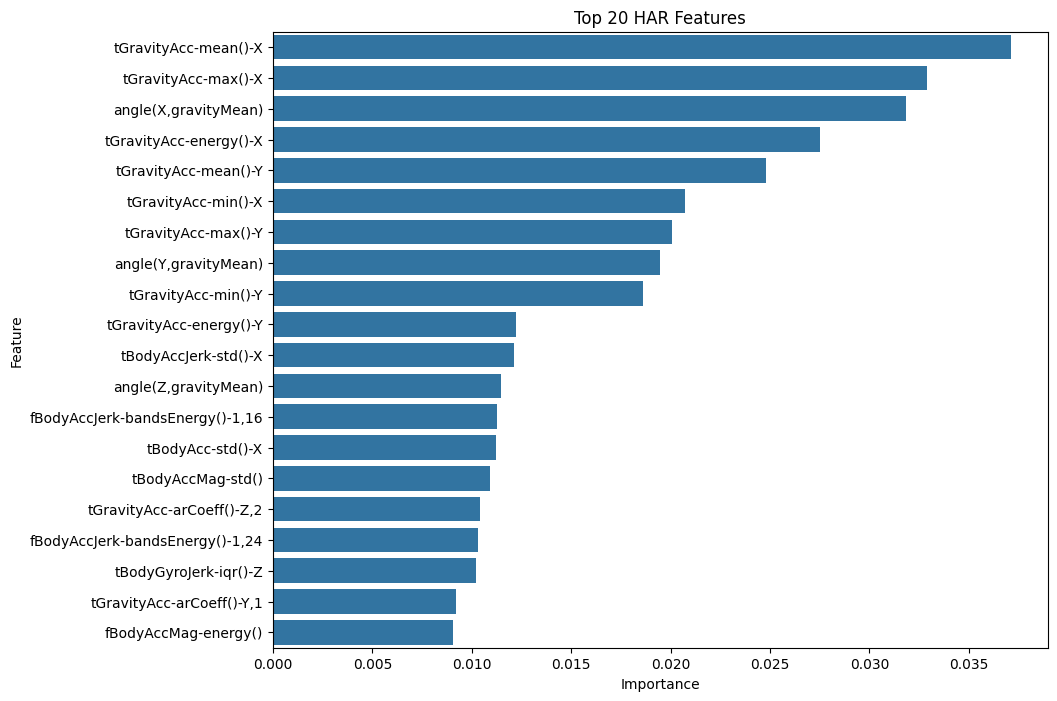 Top 20 HAR Features
Feature
tGravityAcc-mean()-X
tGravityAcc-max()-X
angle(X,gravityMean)
tGravityAcc-energy()-X
tGravityAcc-mean()-Y
tGravityAcc-min()-X
tGravityAcc-max()-Y
angle(Y,gravityMean)
tGravityAcc-min()-Y
tGravityAcc-energy()-Y
tBodyAccJerk-std()-X
angle(Z,gravityMean)
fBodyAccJerk-bandsEnergy()-1,16
tBodyAcc-std()-X
tBodyAccMag-std()
tGravityAcc-arCoeff()-Z,2
fBodyAccJerk-bandsEnergy()-1,24
tBodyGyroJerk-iqr()-Z
tGravityAcc-arCoeff()-Y,1
fBodyAccMag-energy()
0.000 0.005 0.010 0.015 0.020 0.025 0.030 0.035
Importance